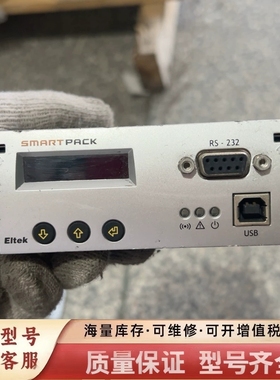 SMARTPACK
RS - 232
Eltek
USB
型号
客服
海量库存·可维修·可开增值税
质量保证 型号齐全